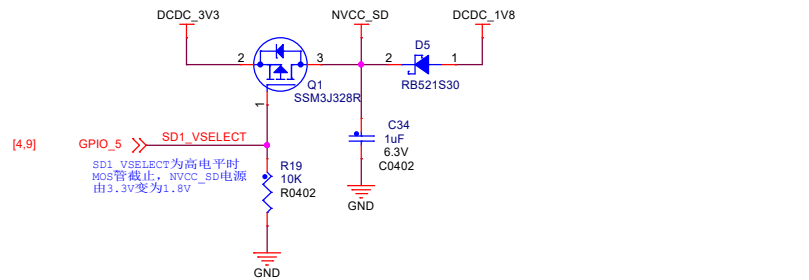 DCDC_3V3
NVCC_SD
DCDC_1V8
D5
2
3
2
1
Q1
RB521S30
SSM3J328R
1
C34
1uF
6.3V
C0402
[4,9]
GPIO_5
SD1_VSELECT
SD1_VSELECT为高电平时
MOS管截止，NVCC_SD电源
由3.3V变为1.8V
R19
10K
R0402
GND
GND